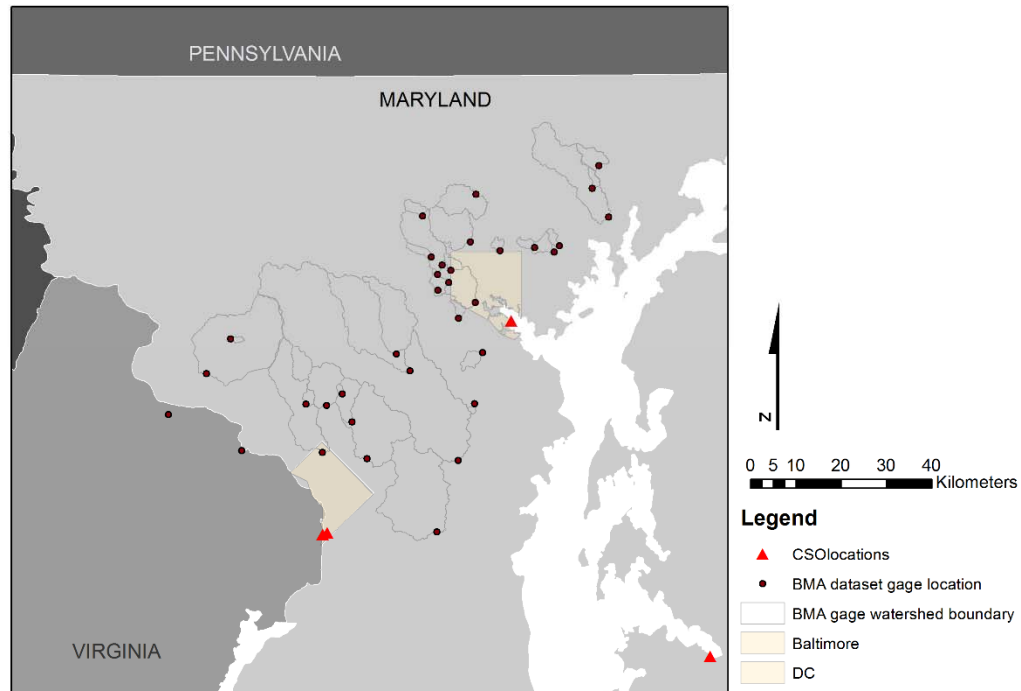 PENNSYLVANIA
MARYLAND
VIRGINIA
N
0 5 10 20 30 40
Kilometers
Legend
CSOlocations
BMA dataset gage location
BMA gage watershed boundary
Baltimore
DC